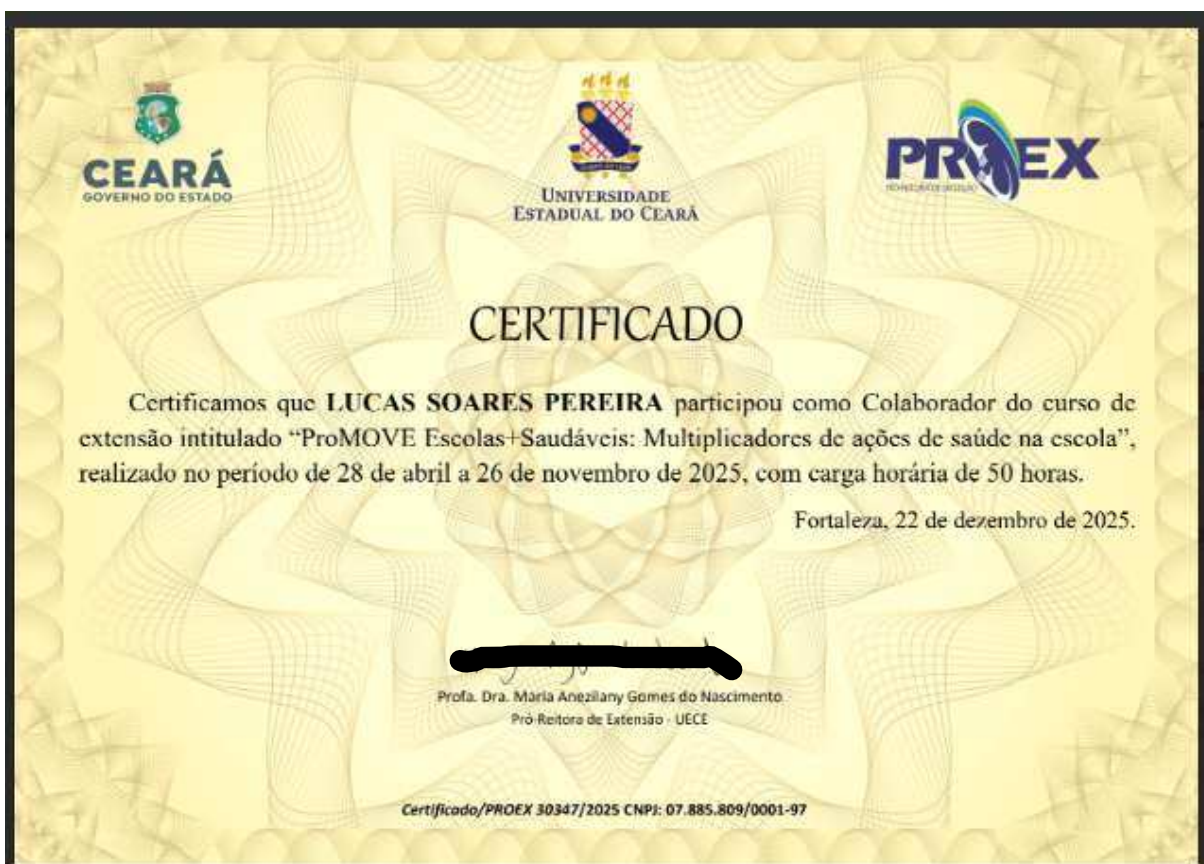 CEARÁ
GOVERNO DO ESTADO
UNIVERSIDADE
ESTADUAL DO CEARÁ
PROEX
CERTIFICADO
Certificamos que LUCAS SOARES PEREIRA participou como Colaborador do curso de
extensão intitulado “ProMOVE Escolas+Saudáveis: Multiplicadores de ações de saúde na escola”,
realizado no período de 28 de abril a 26 de novembro de 2025, com carga horária de 50 horas.
Fortaleza, 22 de dezembro de 2025.
Profa. Dra. Maria Anezilany Gomes do Nascimento
Pró-Reitora de Extensão - UECE
Certificado/PROEX 30347/2025 CNPJ: 07.885.809/0001-97